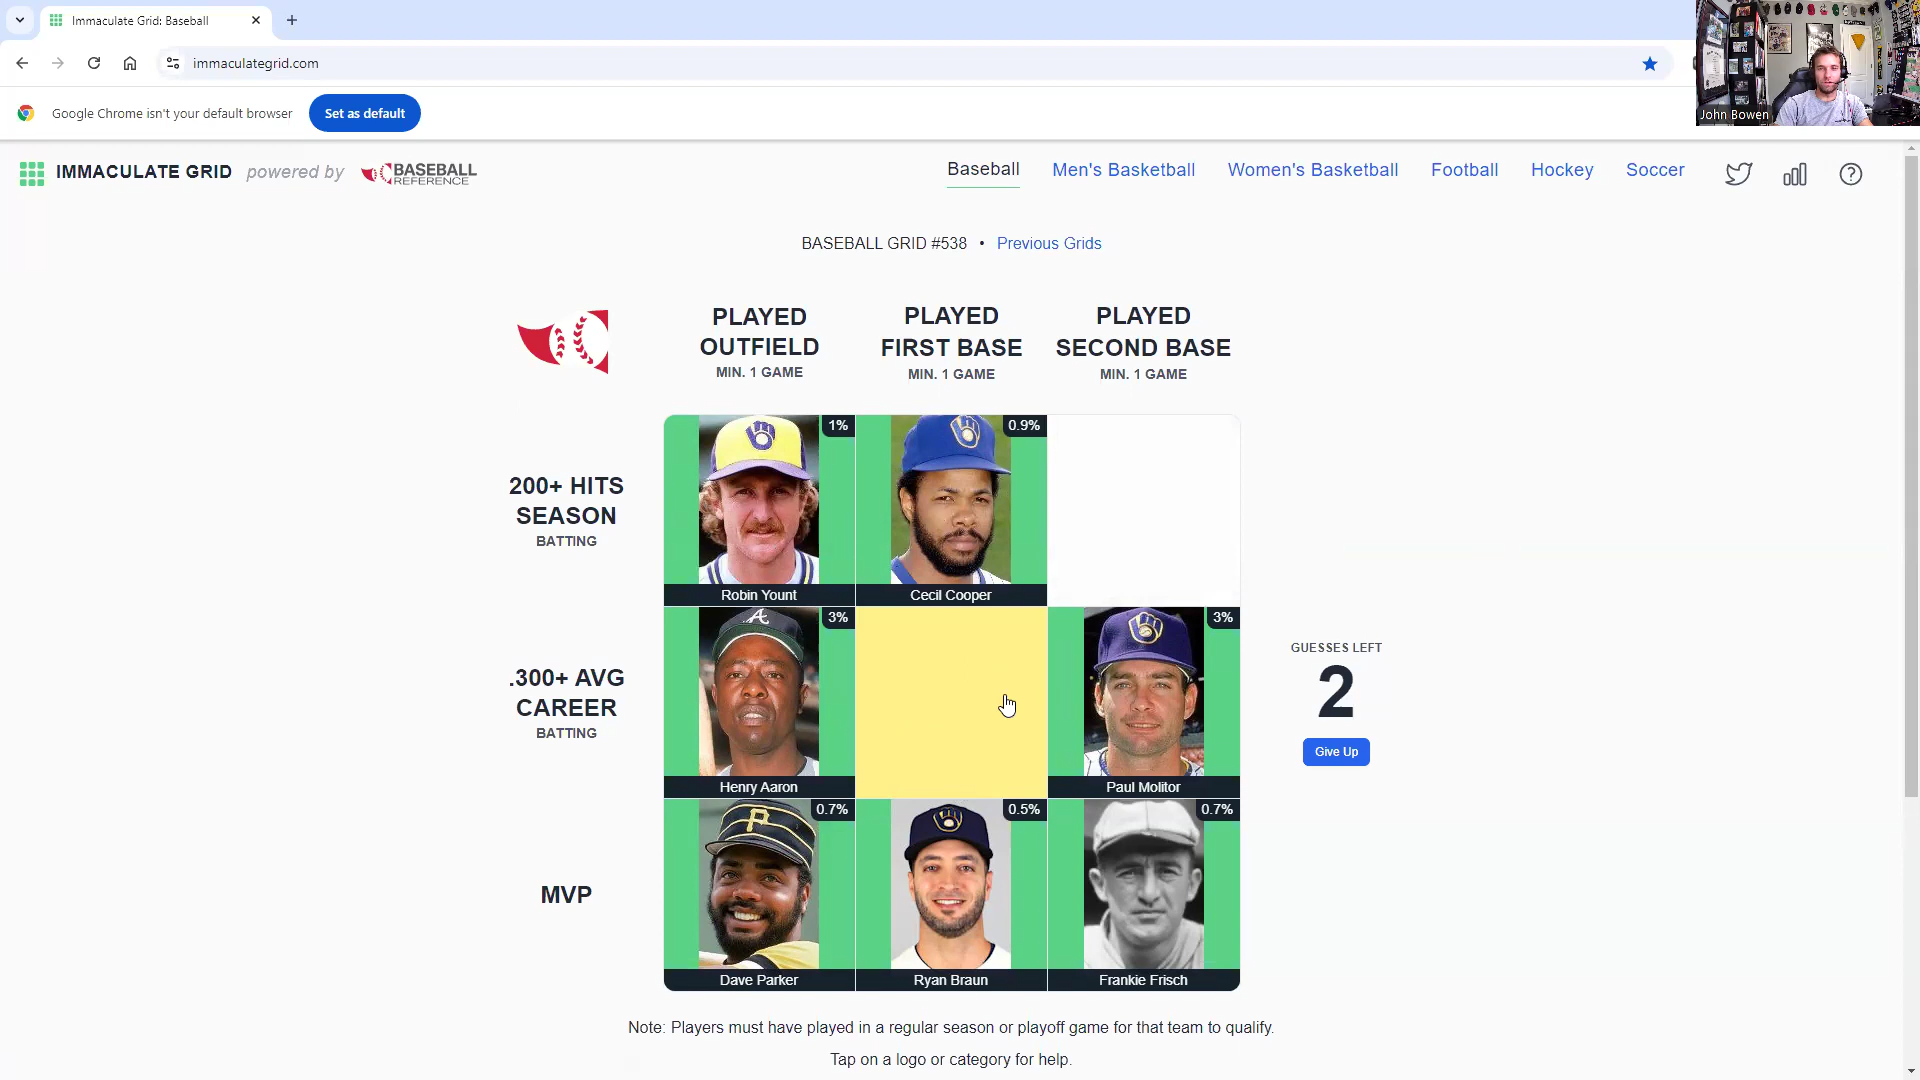 Immaculate Grid: Baseball
immaculategrid.com
Google Chrome isn't your default browser
Set as default
John Bowen
IMMACULATE GRID powered by BASEBALL REFERENCE
Baseball
Men's Basketball
Women's Basketball
Football
Hockey
Soccer
BASEBALL GRID #538 • Previous Grids
PLAYED
OUTFIELD
MIN. 1 GAME
PLAYED
FIRST BASE
MIN. 1 GAME
PLAYED
SECOND BASE
MIN. 1 GAME
200+ HITS
SEASON
BATTING
1%
Robin Yount
0.9%
Cecil Cooper
.300+ AVG
CAREER
BATTING
3%
Henry Aaron
3%
Paul Molitor
GUESSES LEFT
2
Give Up
MVP
0.7%
Dave Parker
0.5%
Ryan Braun
0.7%
Frankie Frisch
Note: Players must have played in a regular season or playoff game for that team to qualify.
Tap on a logo or category for help.